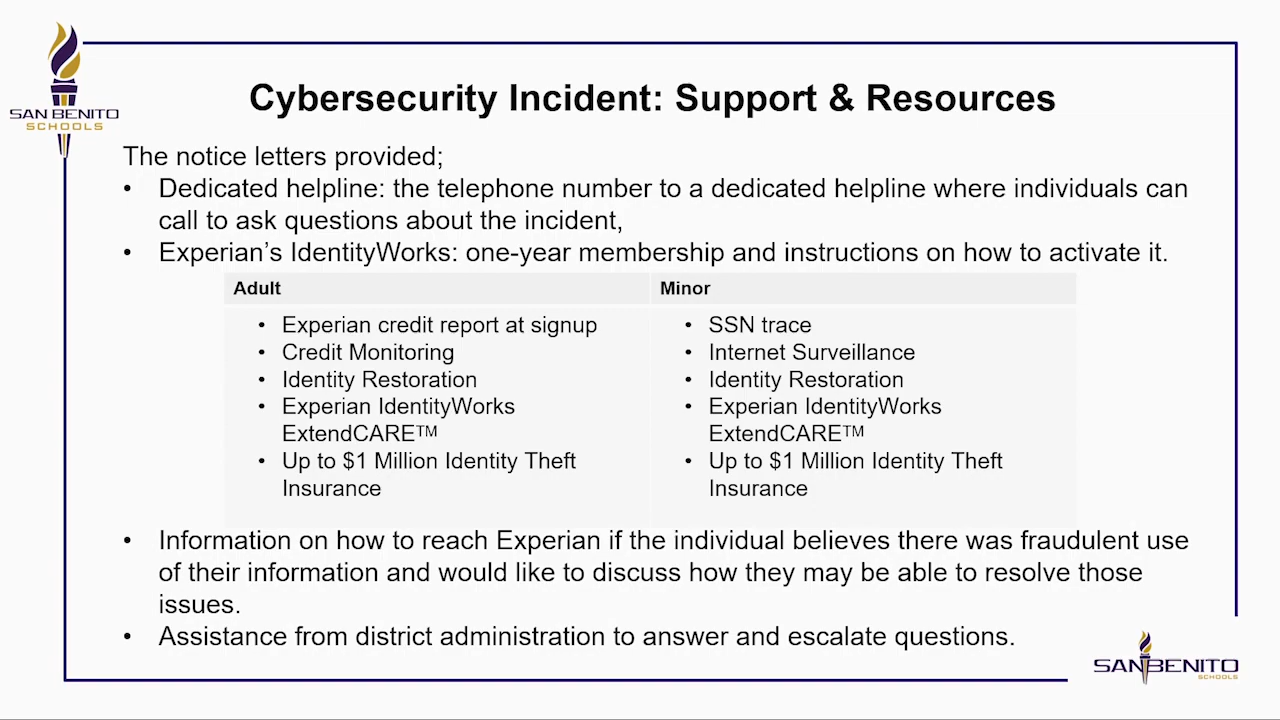 SAN BENITO
SCHOOLS
Cybersecurity Incident: Support & Resources
The notice letters provided;
• Dedicated helpline: the telephone number to a dedicated helpline where individuals can
call to ask questions about the incident,
• Experian’s IdentityWorks: one-year membership and instructions on how to activate it.
Adult
• Experian credit report at signup
• Credit Monitoring
• Identity Restoration
• Experian IdentityWorks
ExtendCARE™
• Up to $1 Million Identity Theft
Insurance
Minor
• SSN trace
• Internet Surveillance
• Identity Restoration
• Experian IdentityWorks
ExtendCARE™
• Up to $1 Million Identity Theft
Insurance
• Information on how to reach Experian if the individual believes there was fraudulent use
of their information and would like to discuss how they may be able to resolve those
issues.
• Assistance from district administration to answer and escalate questions.
SAN BENITO
SCHOOLS